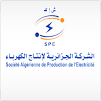 ش إ ك
SPE
الشركة الجزائرية لإنتاج الكهرباء
Société Algérienne de Production de l'Electricité